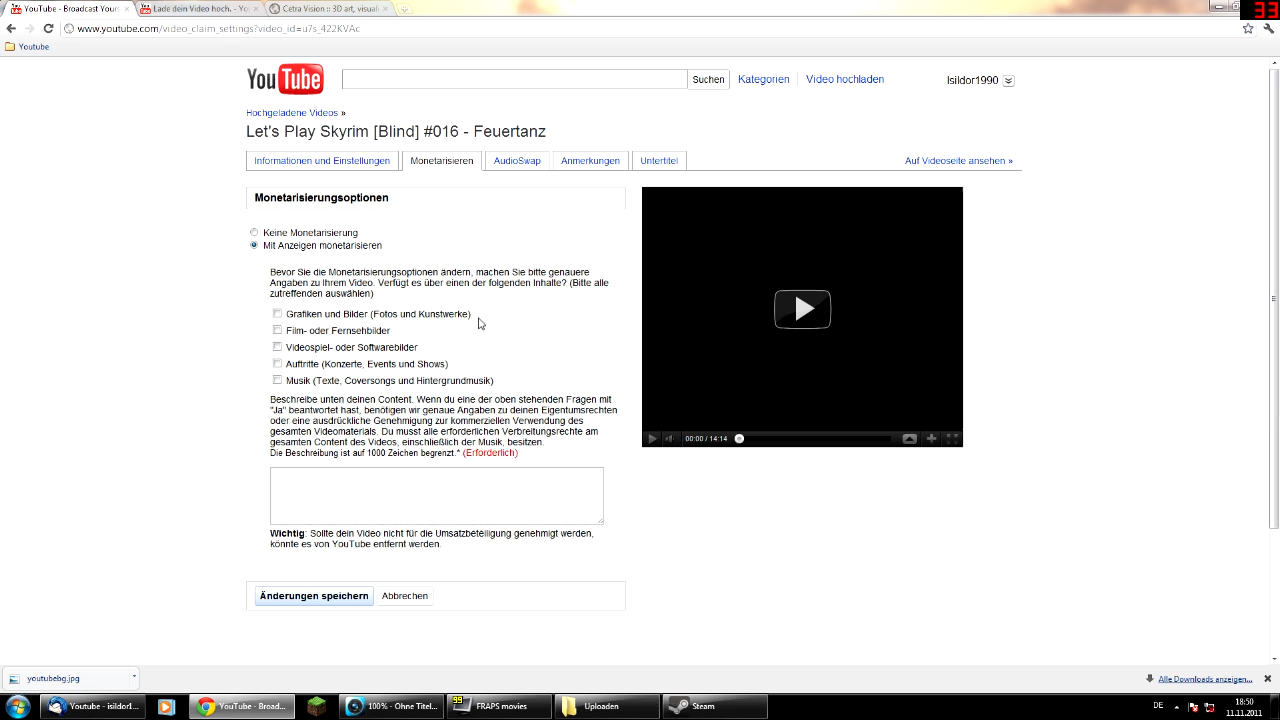 YouTube - Broadcast Yours
Lade dein Video hoch. - Yo
Cetra Vision :: 3D art, visual
33
www.youtube.com/video_claim_settings?video_id=u7s_422KVAc
Youtube
YouTube
Suchen
Kategorien
Video hochladen
Isildor1990
Hochgeladene Videos »
Let's Play Skyrim [Blind] #016 - Feuertanz
Informationen und Einstellungen
Monetarisieren
AudioSwap
Anmerkungen
Untertitel
Auf Videoseite ansehen »
Monetarisierungsoptionen
Keine Monetarisierung
Mit Anzeigen monetarisieren
Bevor Sie die Monetarisierungsoptionen ändern, machen Sie bitte genauere
Angaben zu Ihrem Video. Verfügt es über einen der folgenden Inhalte? (Bitte alle
zutreffenden auswählen)
Grafiken und Bilder (Fotos und Kunstwerke)
Film- oder Fernsehbilder
Videospiel- oder Softwarebilder
Auftritte (Konzerte, Events und Shows)
Musik (Texte, Coversongs und Hintergrundmusik)
Beschreibe unten deinen Content. Wenn du eine der oben stehenden Fragen mit
"Ja" beantwortet hast, benötigen wir genaue Angaben zu deinen Eigentumsrechten
oder eine ausdrückliche Genehmigung zur kommerziellen Verwendung des
gesamten Videomaterials. Du musst alle erforderlichen Verbreitungsrechte am
gesamten Content des Videos, einschließlich der Musik, besitzen.
Die Beschreibung ist auf 1000 Zeichen begrenzt.* (Erforderlich)
Wichtig: Sollte dein Video nicht für die Umsatzbeteiligung genehmigt werden,
könnte es von YouTube entfernt werden.
Änderungen speichern
Abbrechen
00:00 / 14:14
youtubebg.jpg
Alle Downloads anzeigen...
Youtube - isildor1...
YouTube - Broad...
100% - Ohne Titel...
99
FRAPS movies
Uploaden
Steam
DE
18:50
11.11.2011